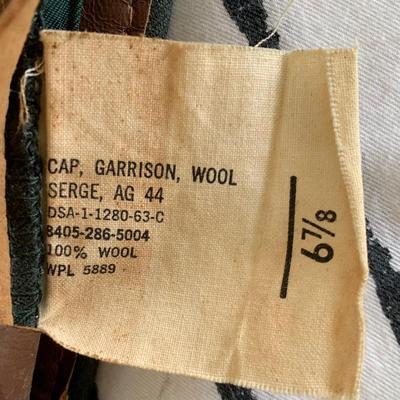 CAP, GARRISON, WOOL
SERGE, AG 44
DSA-1-1280-63-C
8405-286-5004
100% WOOL
WPL 5889
6 7/8